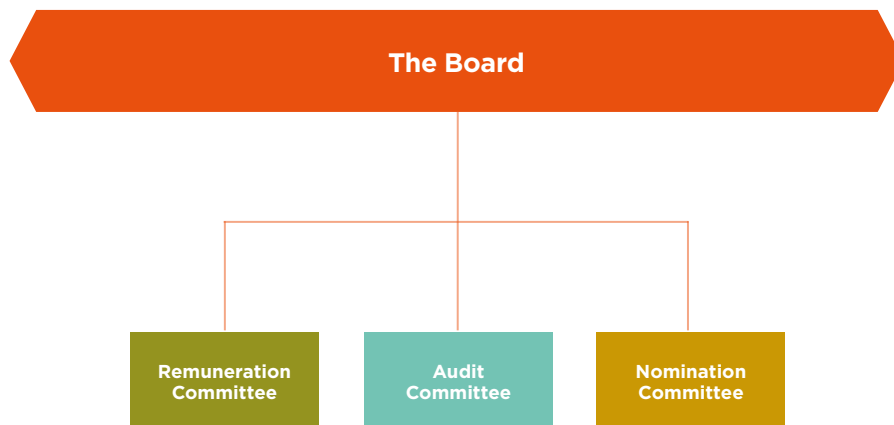 The Board
Remuneration
Committee
Audit
Committee
Nomination
Committee